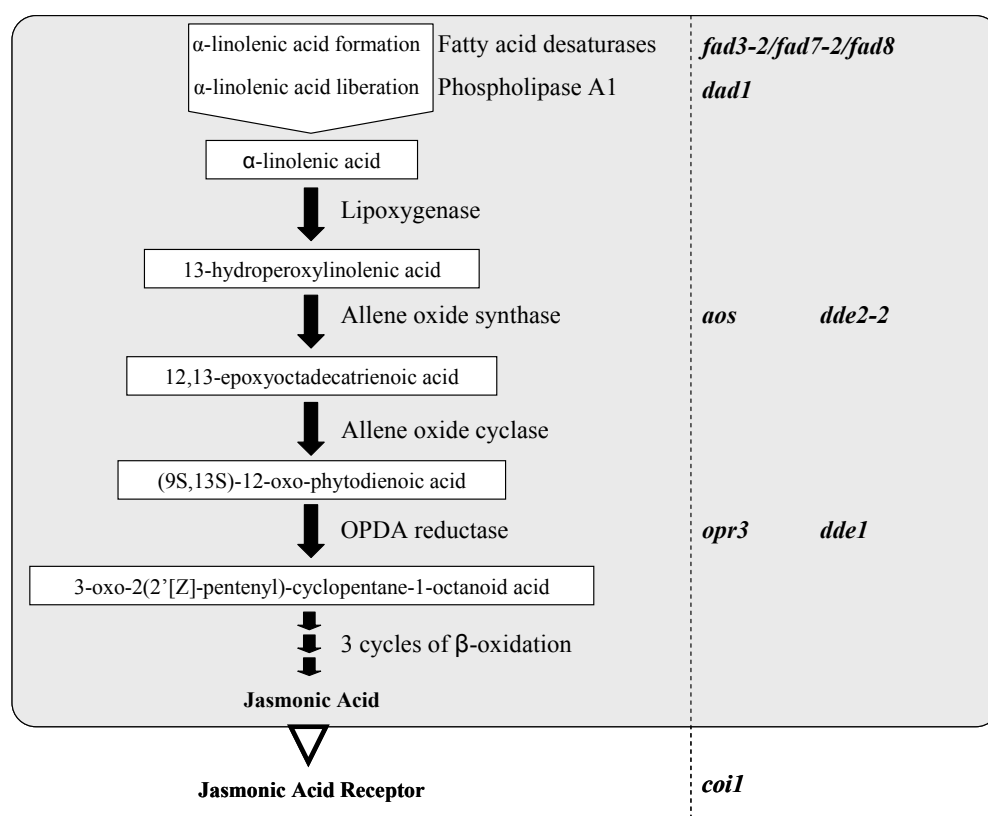 α-linolenic acid formation Fatty acid desaturases fad3-2/fad7-2/fad8
α-linolenic acid liberation Phospholipase A1 dad1
α-linolenic acid
Lipoxygenase
13-hydroperoxylinolenic acid
Allene oxide synthase aos dde2-2
12,13-epoxyoctadecatrienoic acid
Allene oxide cyclase
(9S,13S)-12-oxo-phytodienoic acid
OPDA reductase opr3 dde1
3-oxo-2(2’[Z]-pentenyl)-cyclopentane-1-octanoid acid
3 cycles of β-oxidation
Jasmonic Acid
Jasmonic Acid Receptor coi1